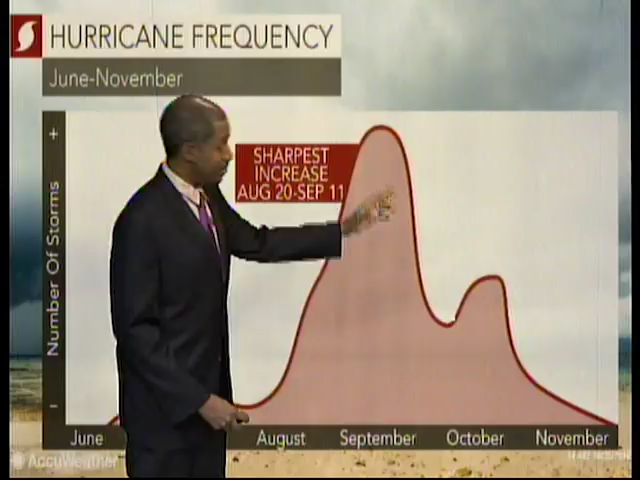 HURRICANE FREQUENCY
June-November
+
Number Of Storms
-
SHARPEST
INCREASE
AUG 20-SEP 11
June
August
September
October
November
AccuWeather